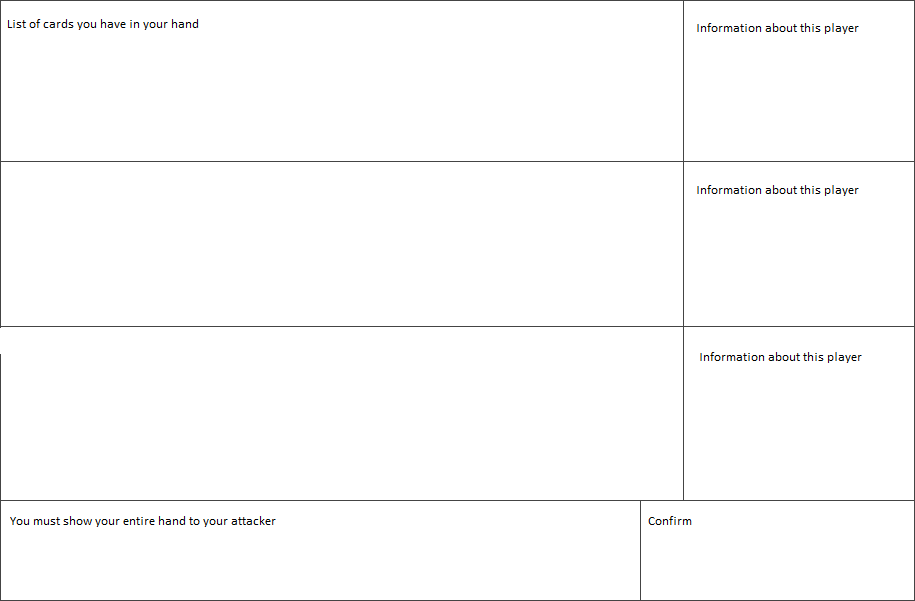 List of cards you have in your hand
Information about this player
Information about this player
Information about this player
You must show your entire hand to your attacker
Confirm